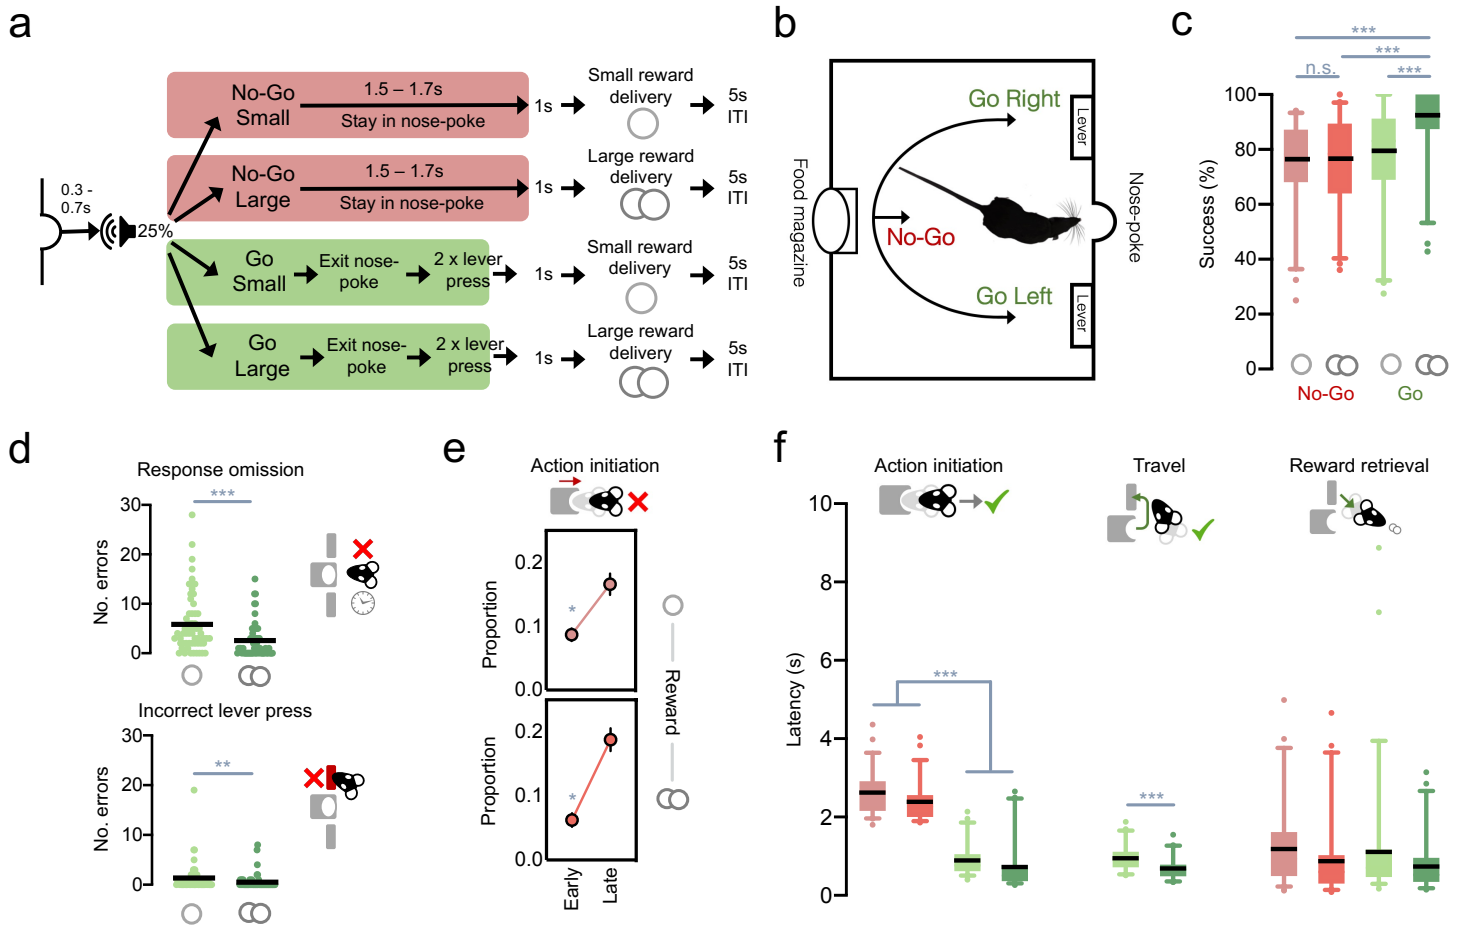 a
0.3 -
0.7s
25%
No-Go
Small
1.5 – 1.7s
Stay in nose-poke
1s
Small reward
delivery
5s
ITI
No-Go
Large
1.5 – 1.7s
Stay in nose-poke
1s
Large reward
delivery
5s
ITI
Go
Small
Exit nose-
poke
2 x lever
press
1s
Small reward
delivery
5s
ITI
Go
Large
Exit nose-
poke
2 x lever
press
1s
Large reward
delivery
5s
ITI
b
Food magazine
Go Right
Lever
No-Go
Nose-poke
Go Left
Lever
c
***
***
n.s.
***
Success (%)
100
80
60
40
20
0
No-Go
Go
d
Response omission
***
No. errors
30
20
10
0
Incorrect lever press
**
No. errors
30
20
10
0
e
Action initiation
Proportion
0.2
0.1
0.0
*
Proportion
0.2
0.1
0.0
*
Early
Late
Reward
f
Action initiation
Travel
Reward retrieval
Latency (s)
10
8
6
4
2
0
***
***